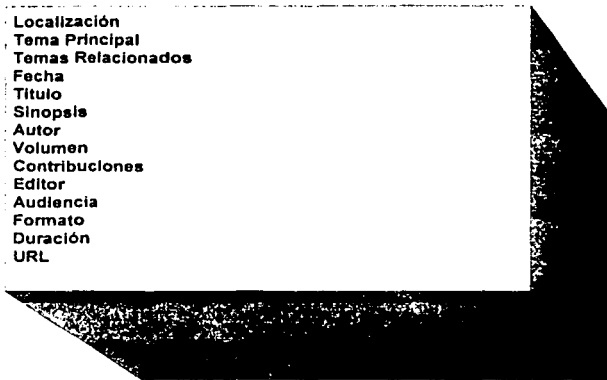 Localización
Tema Principal
Temas Relacionados
Fecha
Título
Sinopsis
Autor
Volumen
Contribuciones
Editor
Audiencia
Formato
Duración
URL